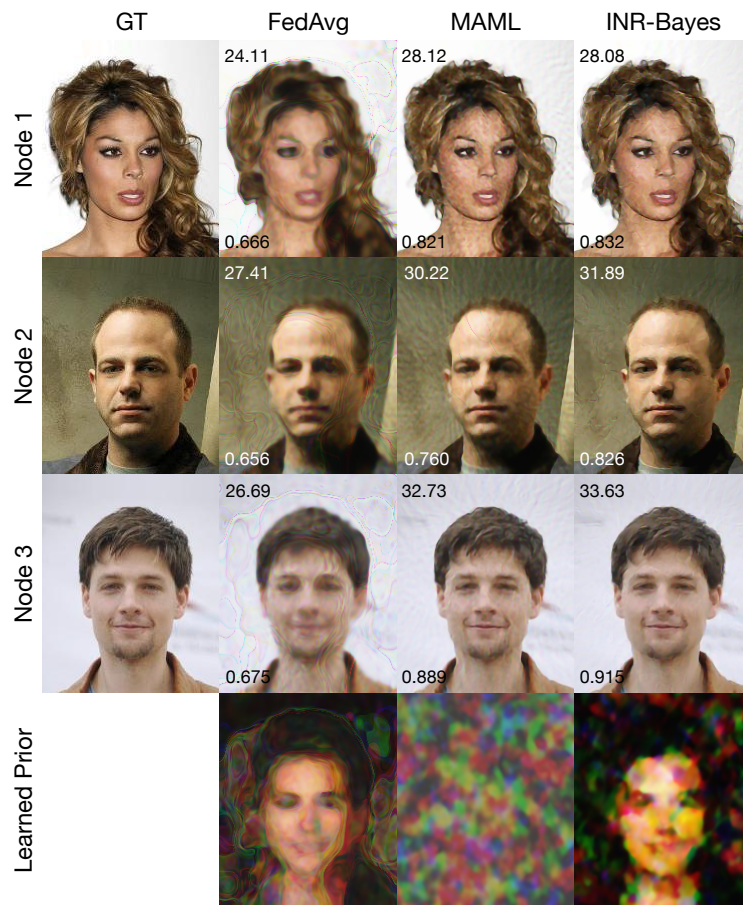 GT FedAvg MAML INR-Bayes
Node 1
24.11 28.12 28.08
0.666 0.821 0.832
Node 2
27.41 30.22 31.89
0.656 0.760 0.826
Node 3
26.69 32.73 33.63
0.675 0.889 0.915
Learned Prior